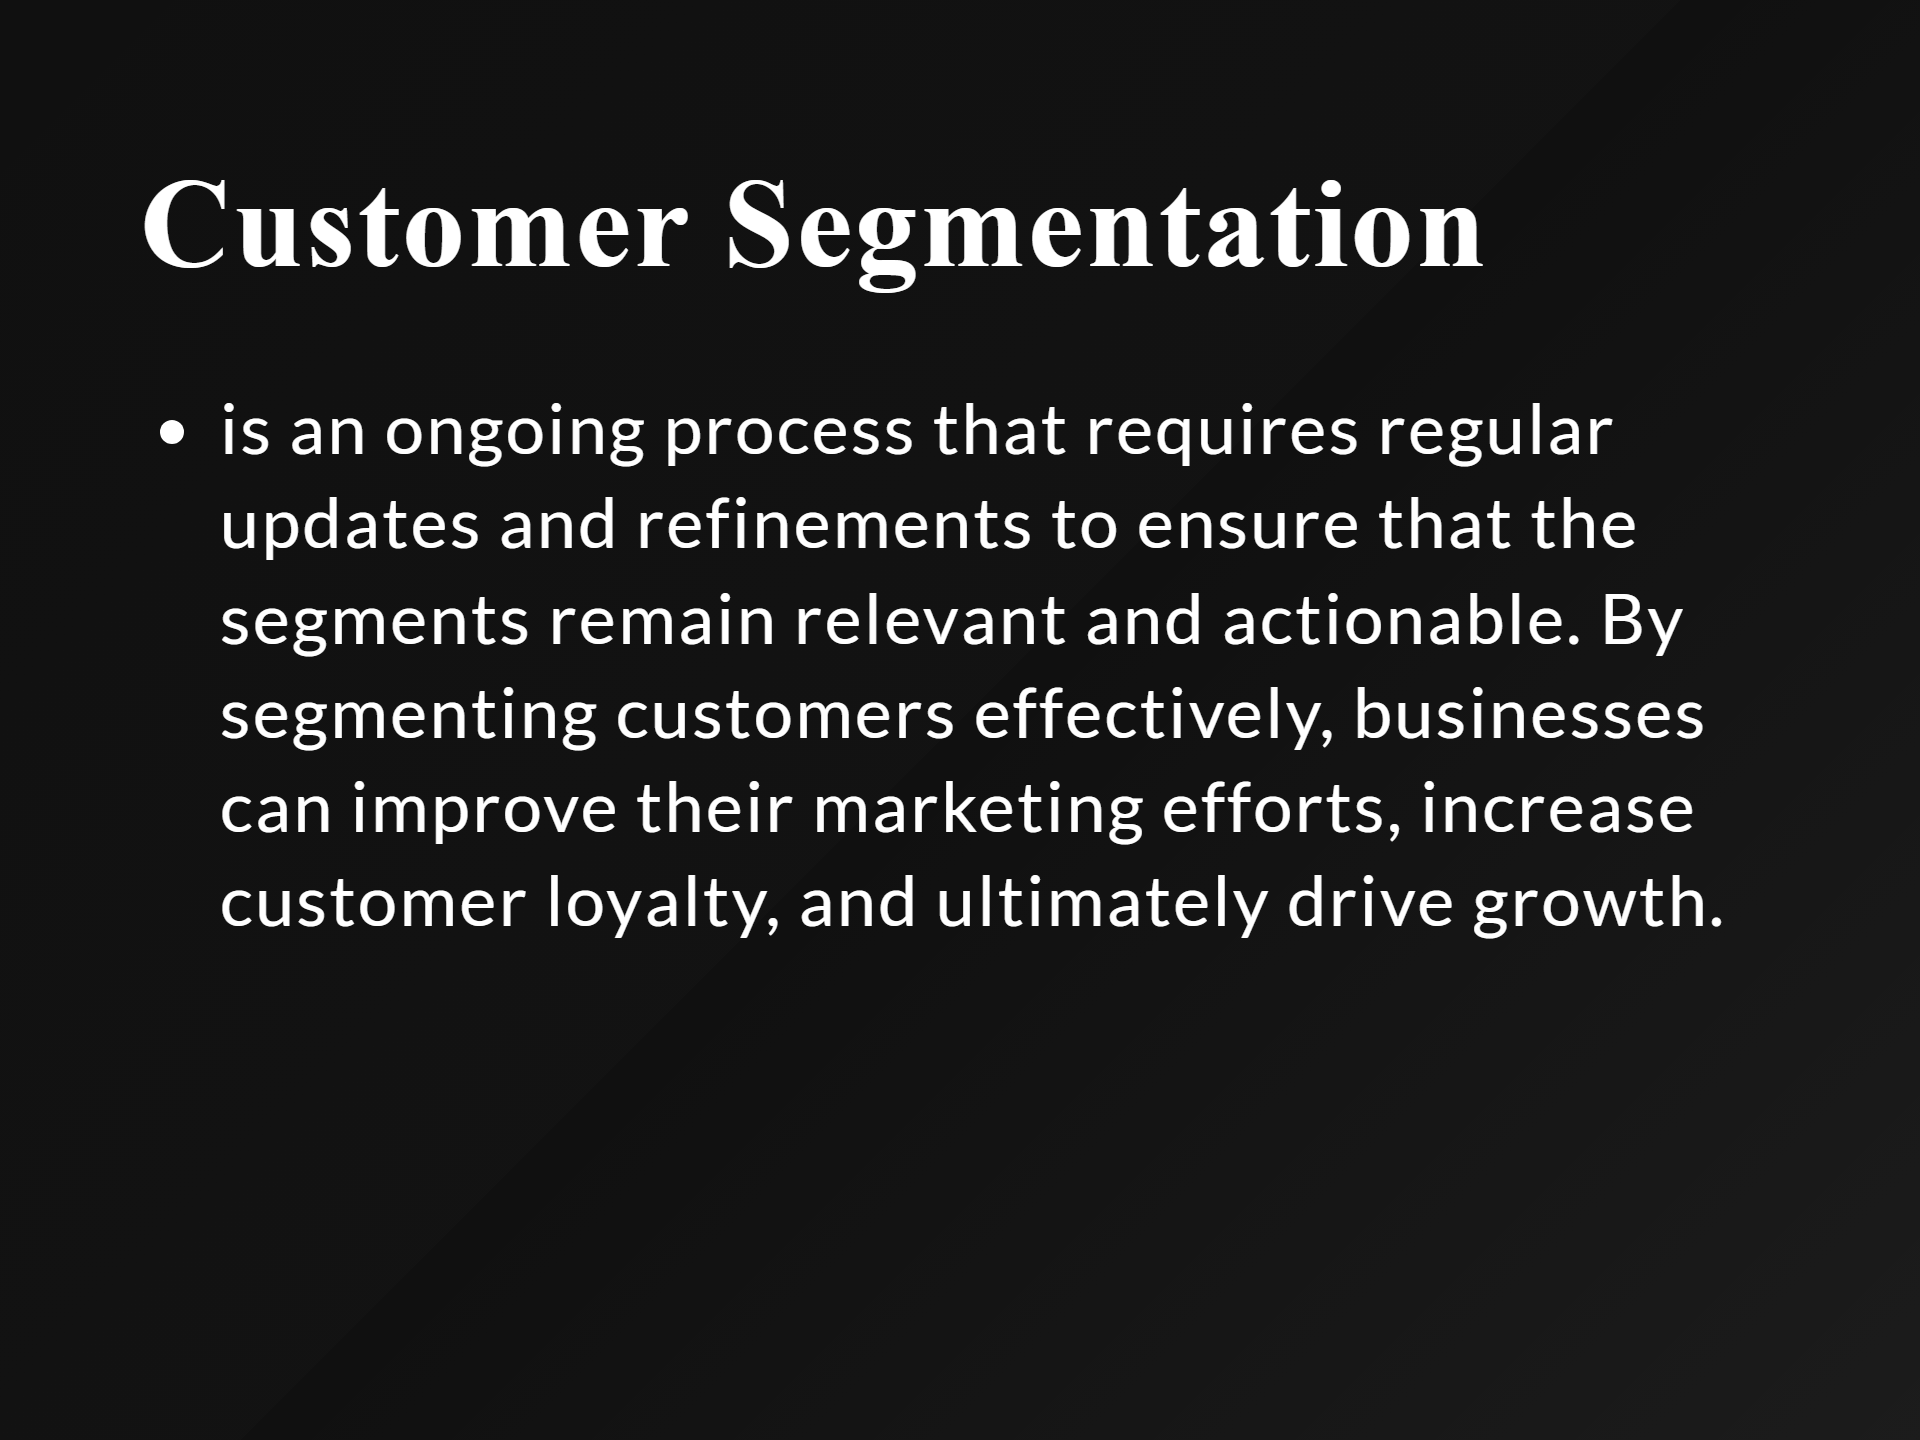 Customer Segmentation
• is an ongoing process that requires regular
updates and refinements to ensure that the
segments remain relevant and actionable. By
segmenting customers effectively, businesses
can improve their marketing efforts, increase
customer loyalty, and ultimately drive growth.